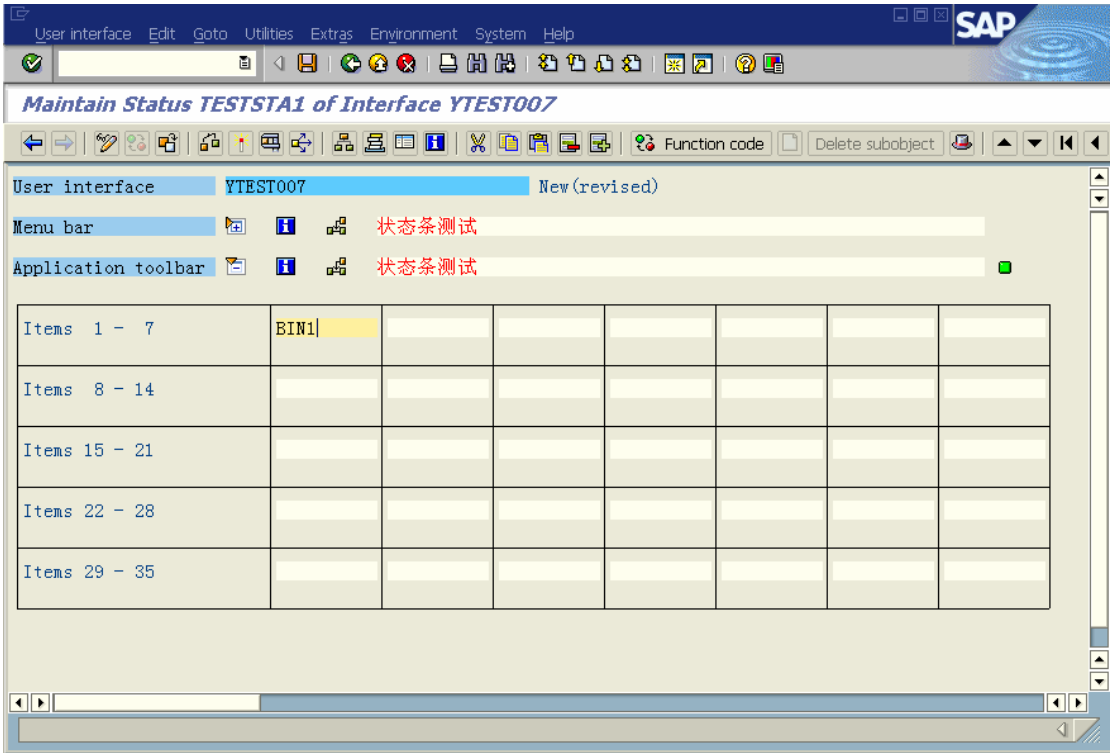 SAP
User interface Edit Goto Utilities Extras Environment System Help
Maintain Status TESTSTA1 of Interface YTEST007
Function code Delete subobject
User interface YTEST007 New(revised)
Menu bar 状态条测试
Application toolbar 状态条测试
Items 1 - 7 BIN1
Items 8 - 14
Items 15 - 21
Items 22 - 28
Items 29 - 35